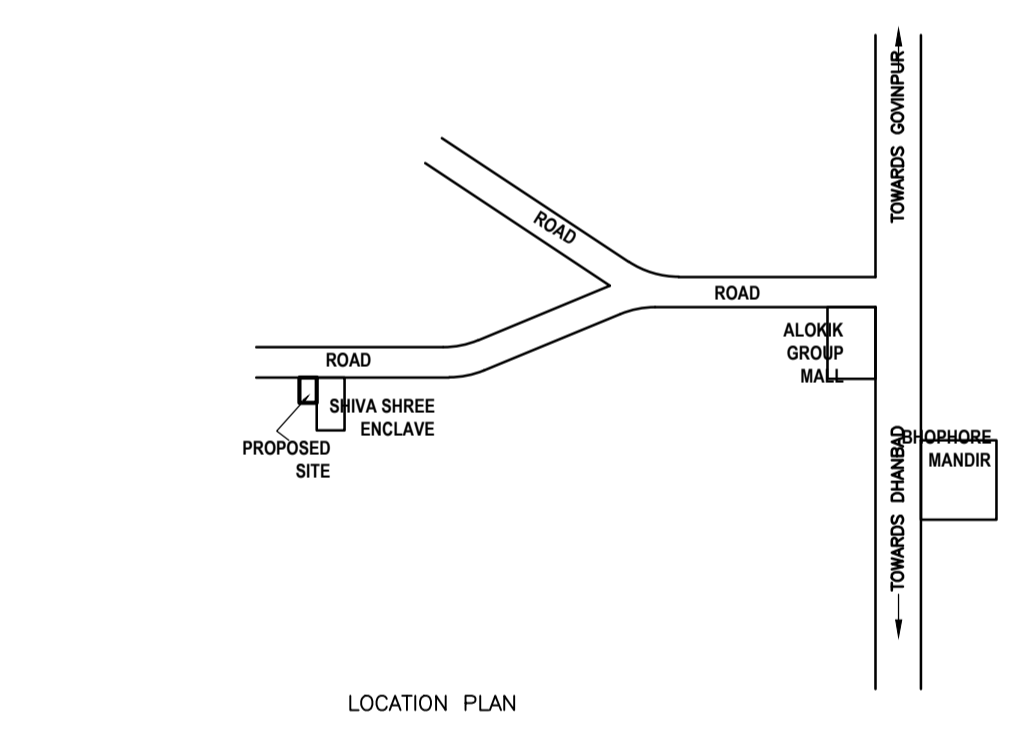 TOWARDS GOVINPUR
ROAD
ROAD
ALOKIK
GROUP
MALL
ROAD
SHIVA SHREE
ENCLAVE
PROPOSED
SITE
BHOPHORE
MANDIR
TOWARDS DHANBAD
LOCATION PLAN